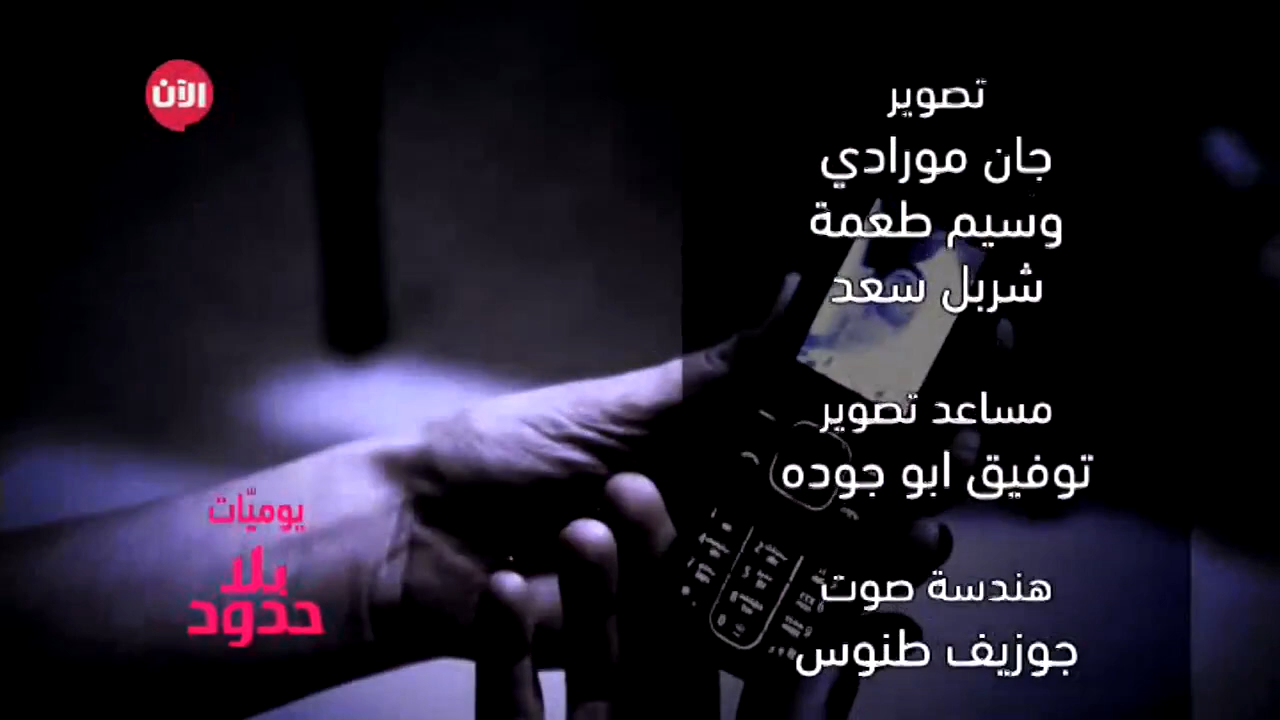 الآن
تصوير
جان مورادي
وسيم طعمة
شربل سعد
مساعد تصوير
توفيق ابو جوده
هندسة صوت
جوزيف طنوس
يوميّات
بلا
حدود